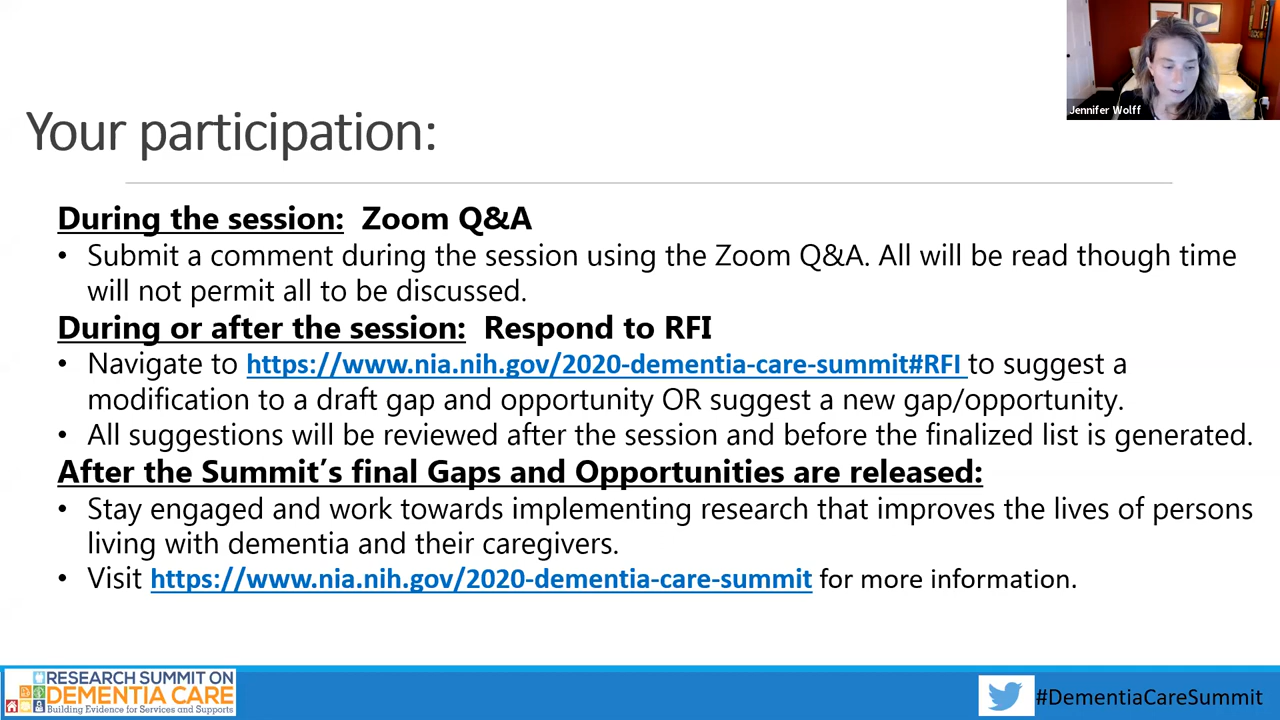 Jennifer Wolff
Your participation:
During the session: Zoom Q&A
• Submit a comment during the session using the Zoom Q&A. All will be read though time
will not permit all to be discussed.
During or after the session: Respond to RFI
• Navigate to https://www.nia.nih.gov/2020-dementia-care-summit#RFI to suggest a
modification to a draft gap and opportunity OR suggest a new gap/opportunity.
• All suggestions will be reviewed after the session and before the finalized list is generated.
After the Summit's final Gaps and Opportunities are released:
• Stay engaged and work towards implementing research that improves the lives of persons
living with dementia and their caregivers.
• Visit https://www.nia.nih.gov/2020-dementia-care-summit for more information.
RESEARCH SUMMIT ON
DEMENTIA CARE
Building Evidence for Services and Supports
#DementiaCareSummit